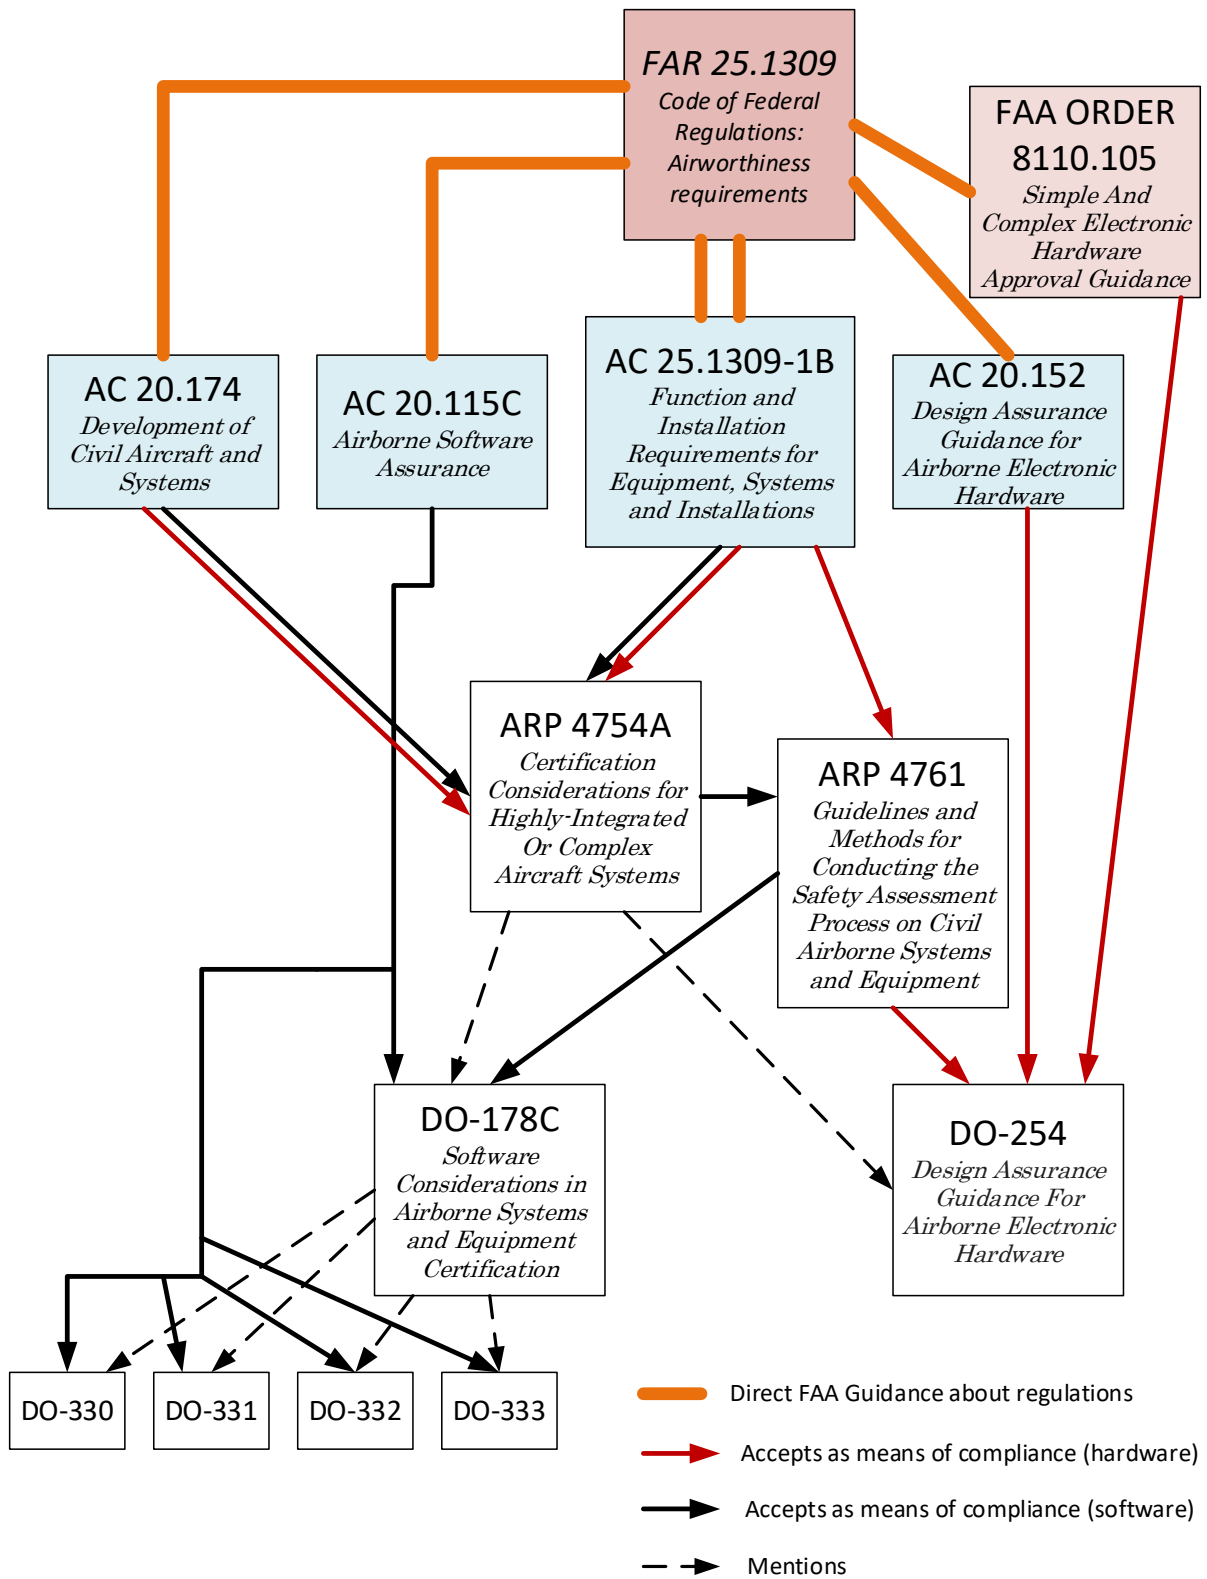 FAR 25.1309
Code of Federal
Regulations:
Airworthiness
requirements
FAA ORDER
8110.105
Simple And
Complex Electronic
Hardware
Approval Guidance
AC 20.174
Development of
Civil Aircraft and
Systems
AC 20.115C
Airborne Software
Assurance
AC 25.1309-1B
Function and
Installation
Requirements for
Equipment, Systems
and Installations
AC 20.152
Design Assurance
Guidance for
Airborne Electronic
Hardware
ARP 4754A
Certification
Considerations for
Highly-Integrated
Or Complex
Aircraft Systems
ARP 4761
Guidelines and
Methods for
Conducting the
Safety Assessment
Process on Civil
Airborne Systems
and Equipment
DO-178C
Software
Considerations in
Airborne Systems
and Equipment
Certification
DO-254
Design Assurance
Guidance For
Airborne Electronic
Hardware
DO-330
DO-331
DO-332
DO-333
Direct FAA Guidance about regulations
Accepts as means of compliance (hardware)
Accepts as means of compliance (software)
Mentions